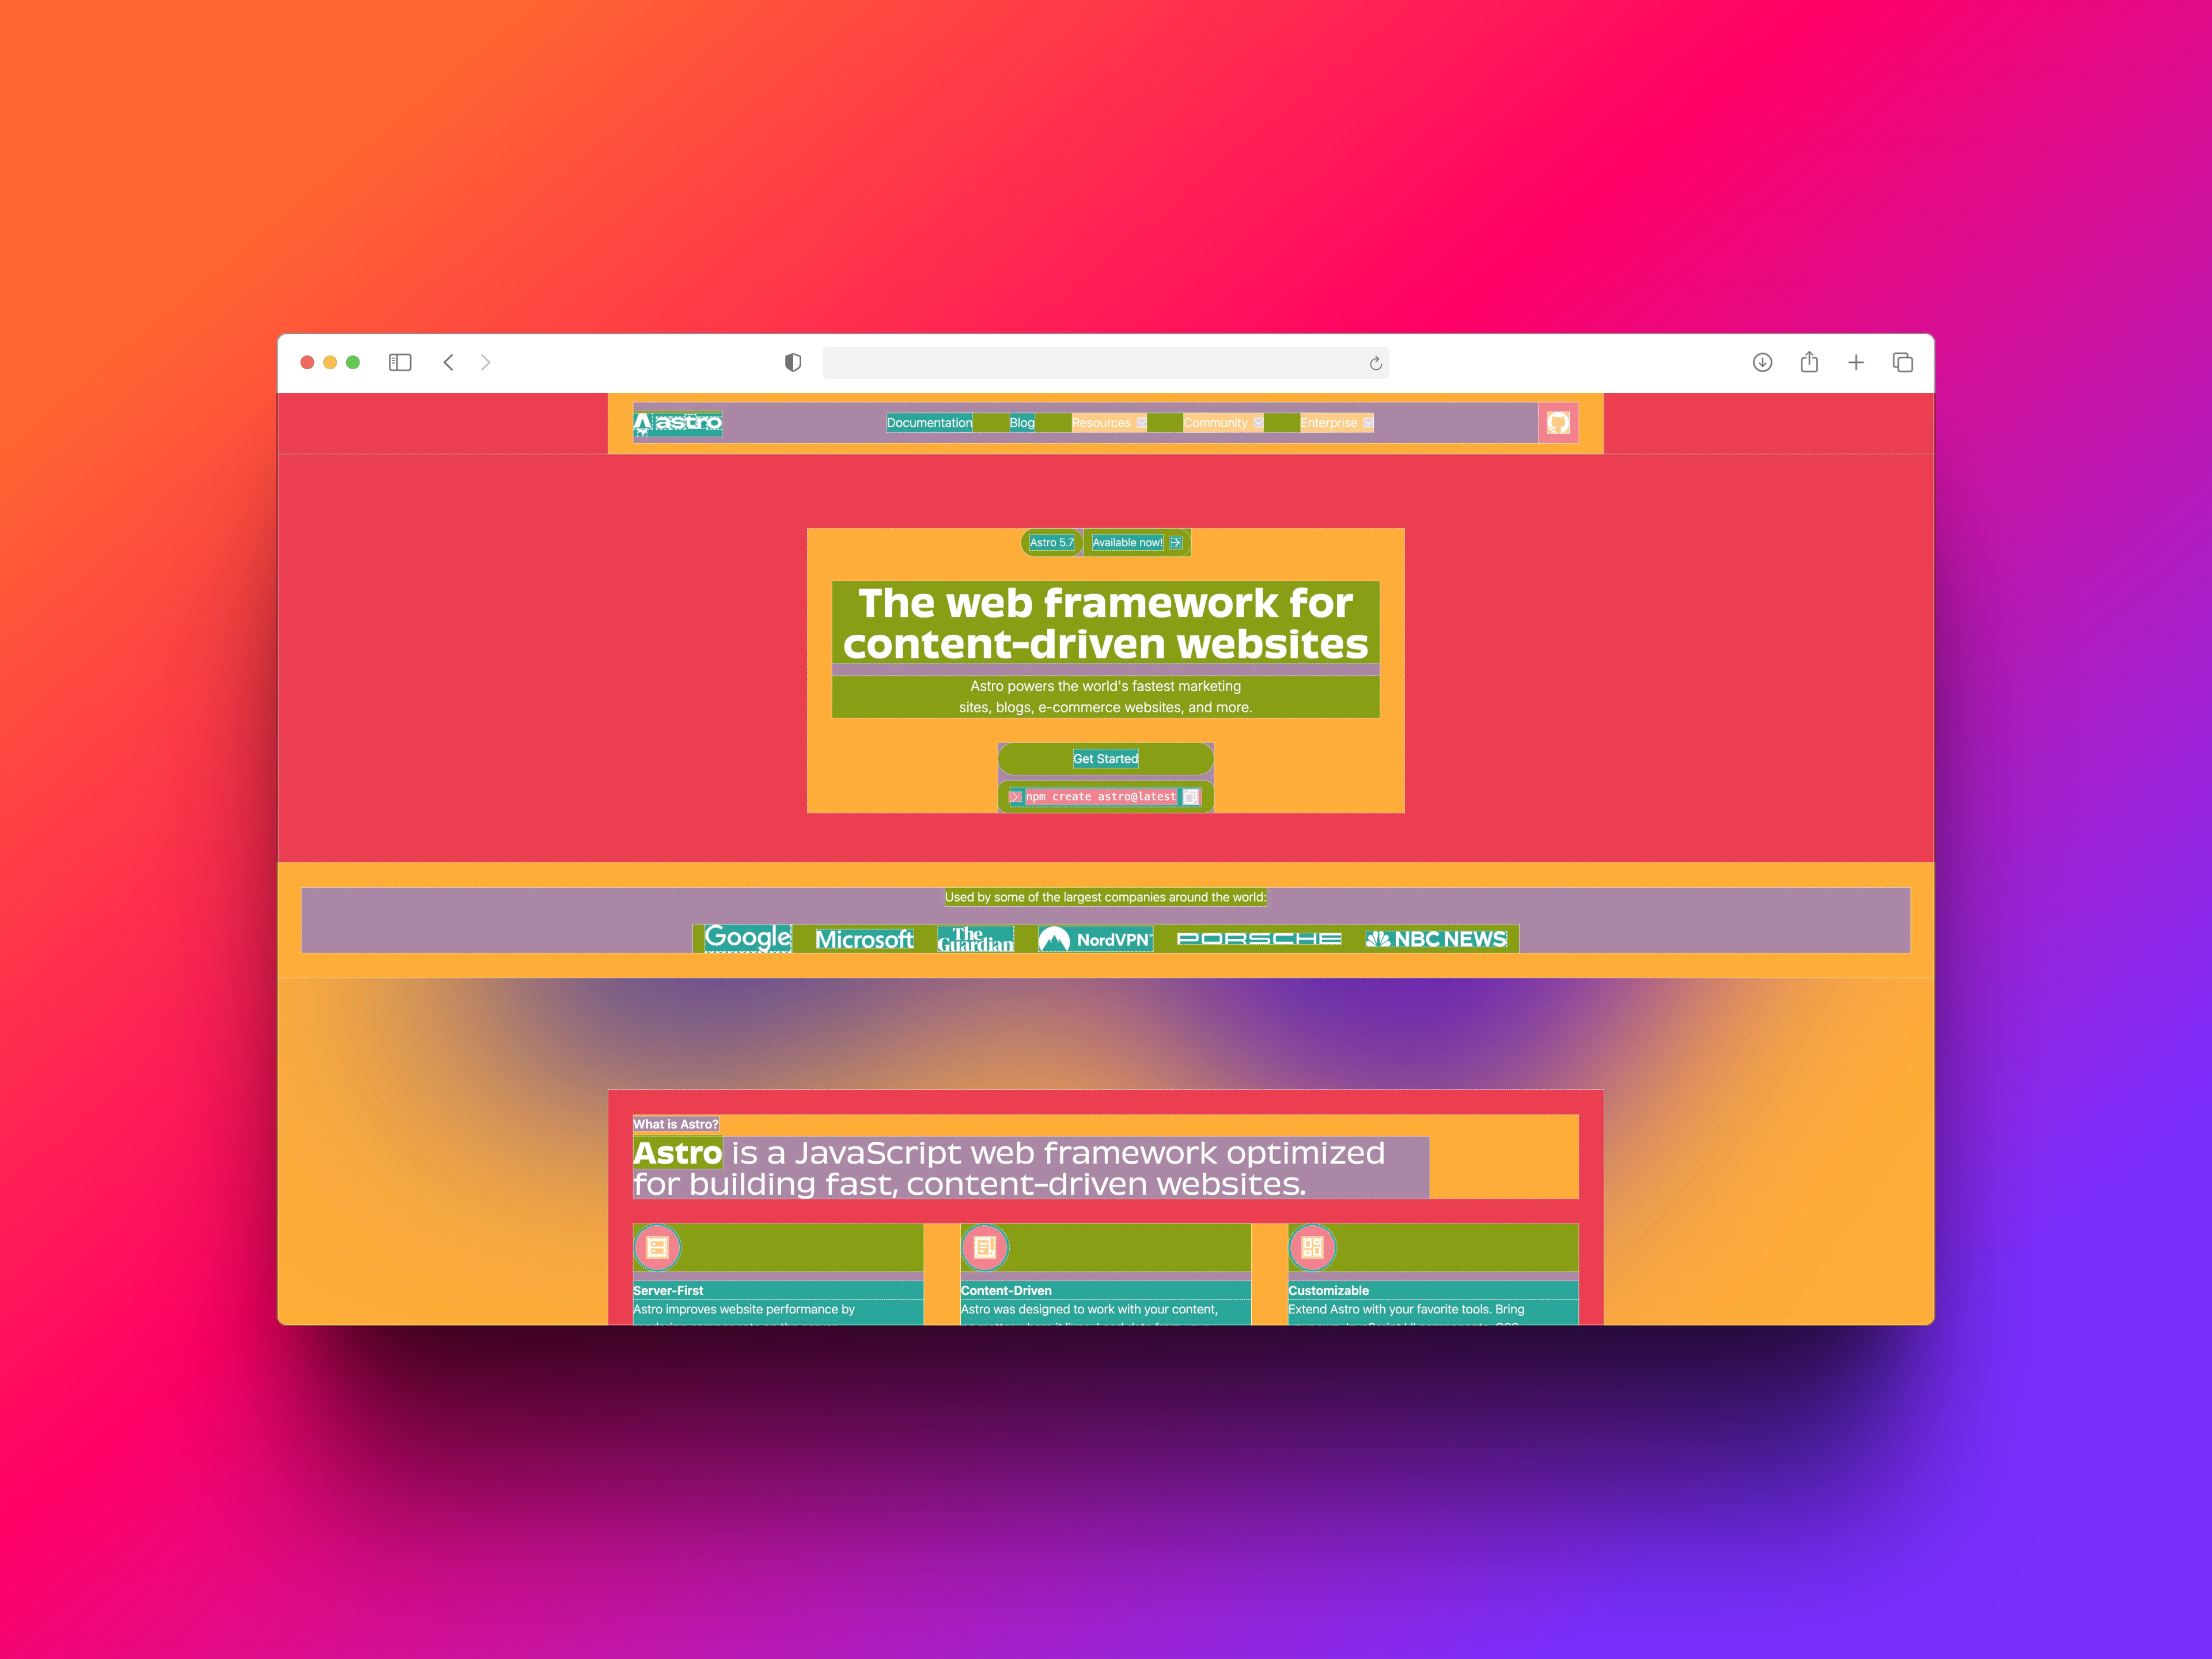 astro
Documentation
Blog
Resources
Community
Enterprise
Astro 5.7
Available now!
The web framework for
content-driven websites
Astro powers the world's fastest marketing
sites, blogs, e-commerce websites, and more.
Get Started
npm create astro@latest
Used by some of the largest companies around the world:
Google
Microsoft
The
Guardian
NordVPN
PORSCHE
NBC NEWS
What is Astro?
Astro is a JavaScript web framework optimized
for building fast, content-driven websites.
Server-First
Astro improves website performance by
Content-Driven
Astro was designed to work with your content,
Customizable
Extend Astro with your favorite tools. Bring